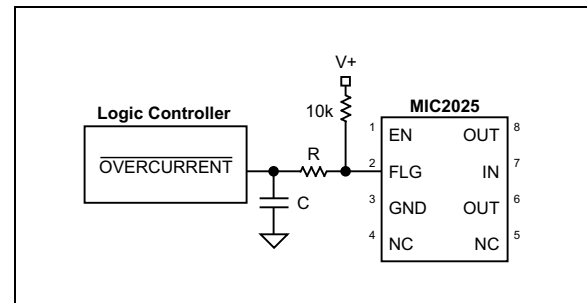 V+
10k
MIC2025
Logic Controller
OVERCURRENT
R
C
1 EN OUT 8
2 FLG IN 7
3 GND OUT 6
4 NC NC 5